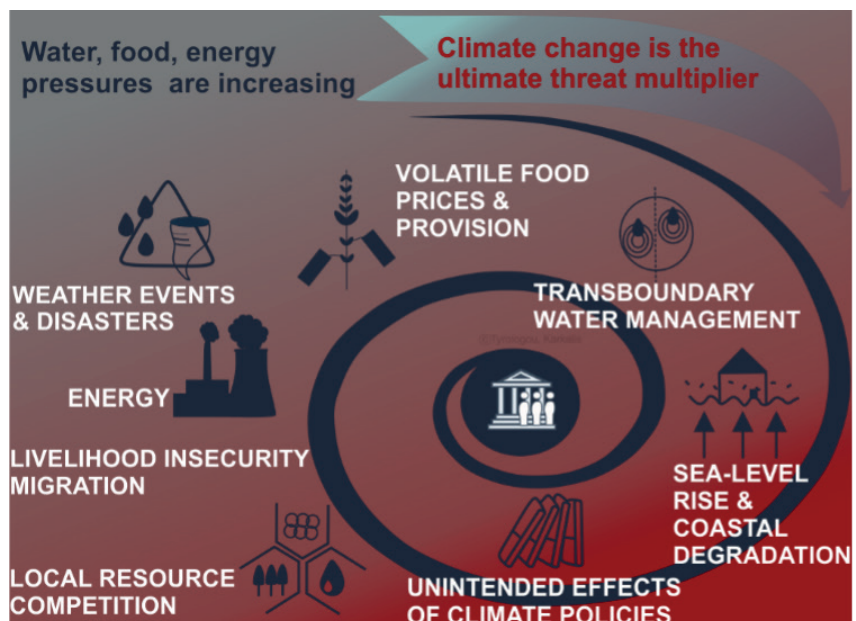 Water, food, energy
pressures are increasing
Climate change is the
ultimate threat multiplier
VOLATILE FOOD
PRICES &
PROVISION
WEATHER EVENTS
& DISASTERS
TRANSBOUNDARY
WATER MANAGEMENT
ENERGY
LIVELIHOOD INSECURITY
MIGRATION
SEA-LEVEL
RISE &
COASTAL
DEGRADATION
LOCAL RESOURCE
COMPETITION
UNINTENDED EFFECTS
OF CLIMATE POLICIES